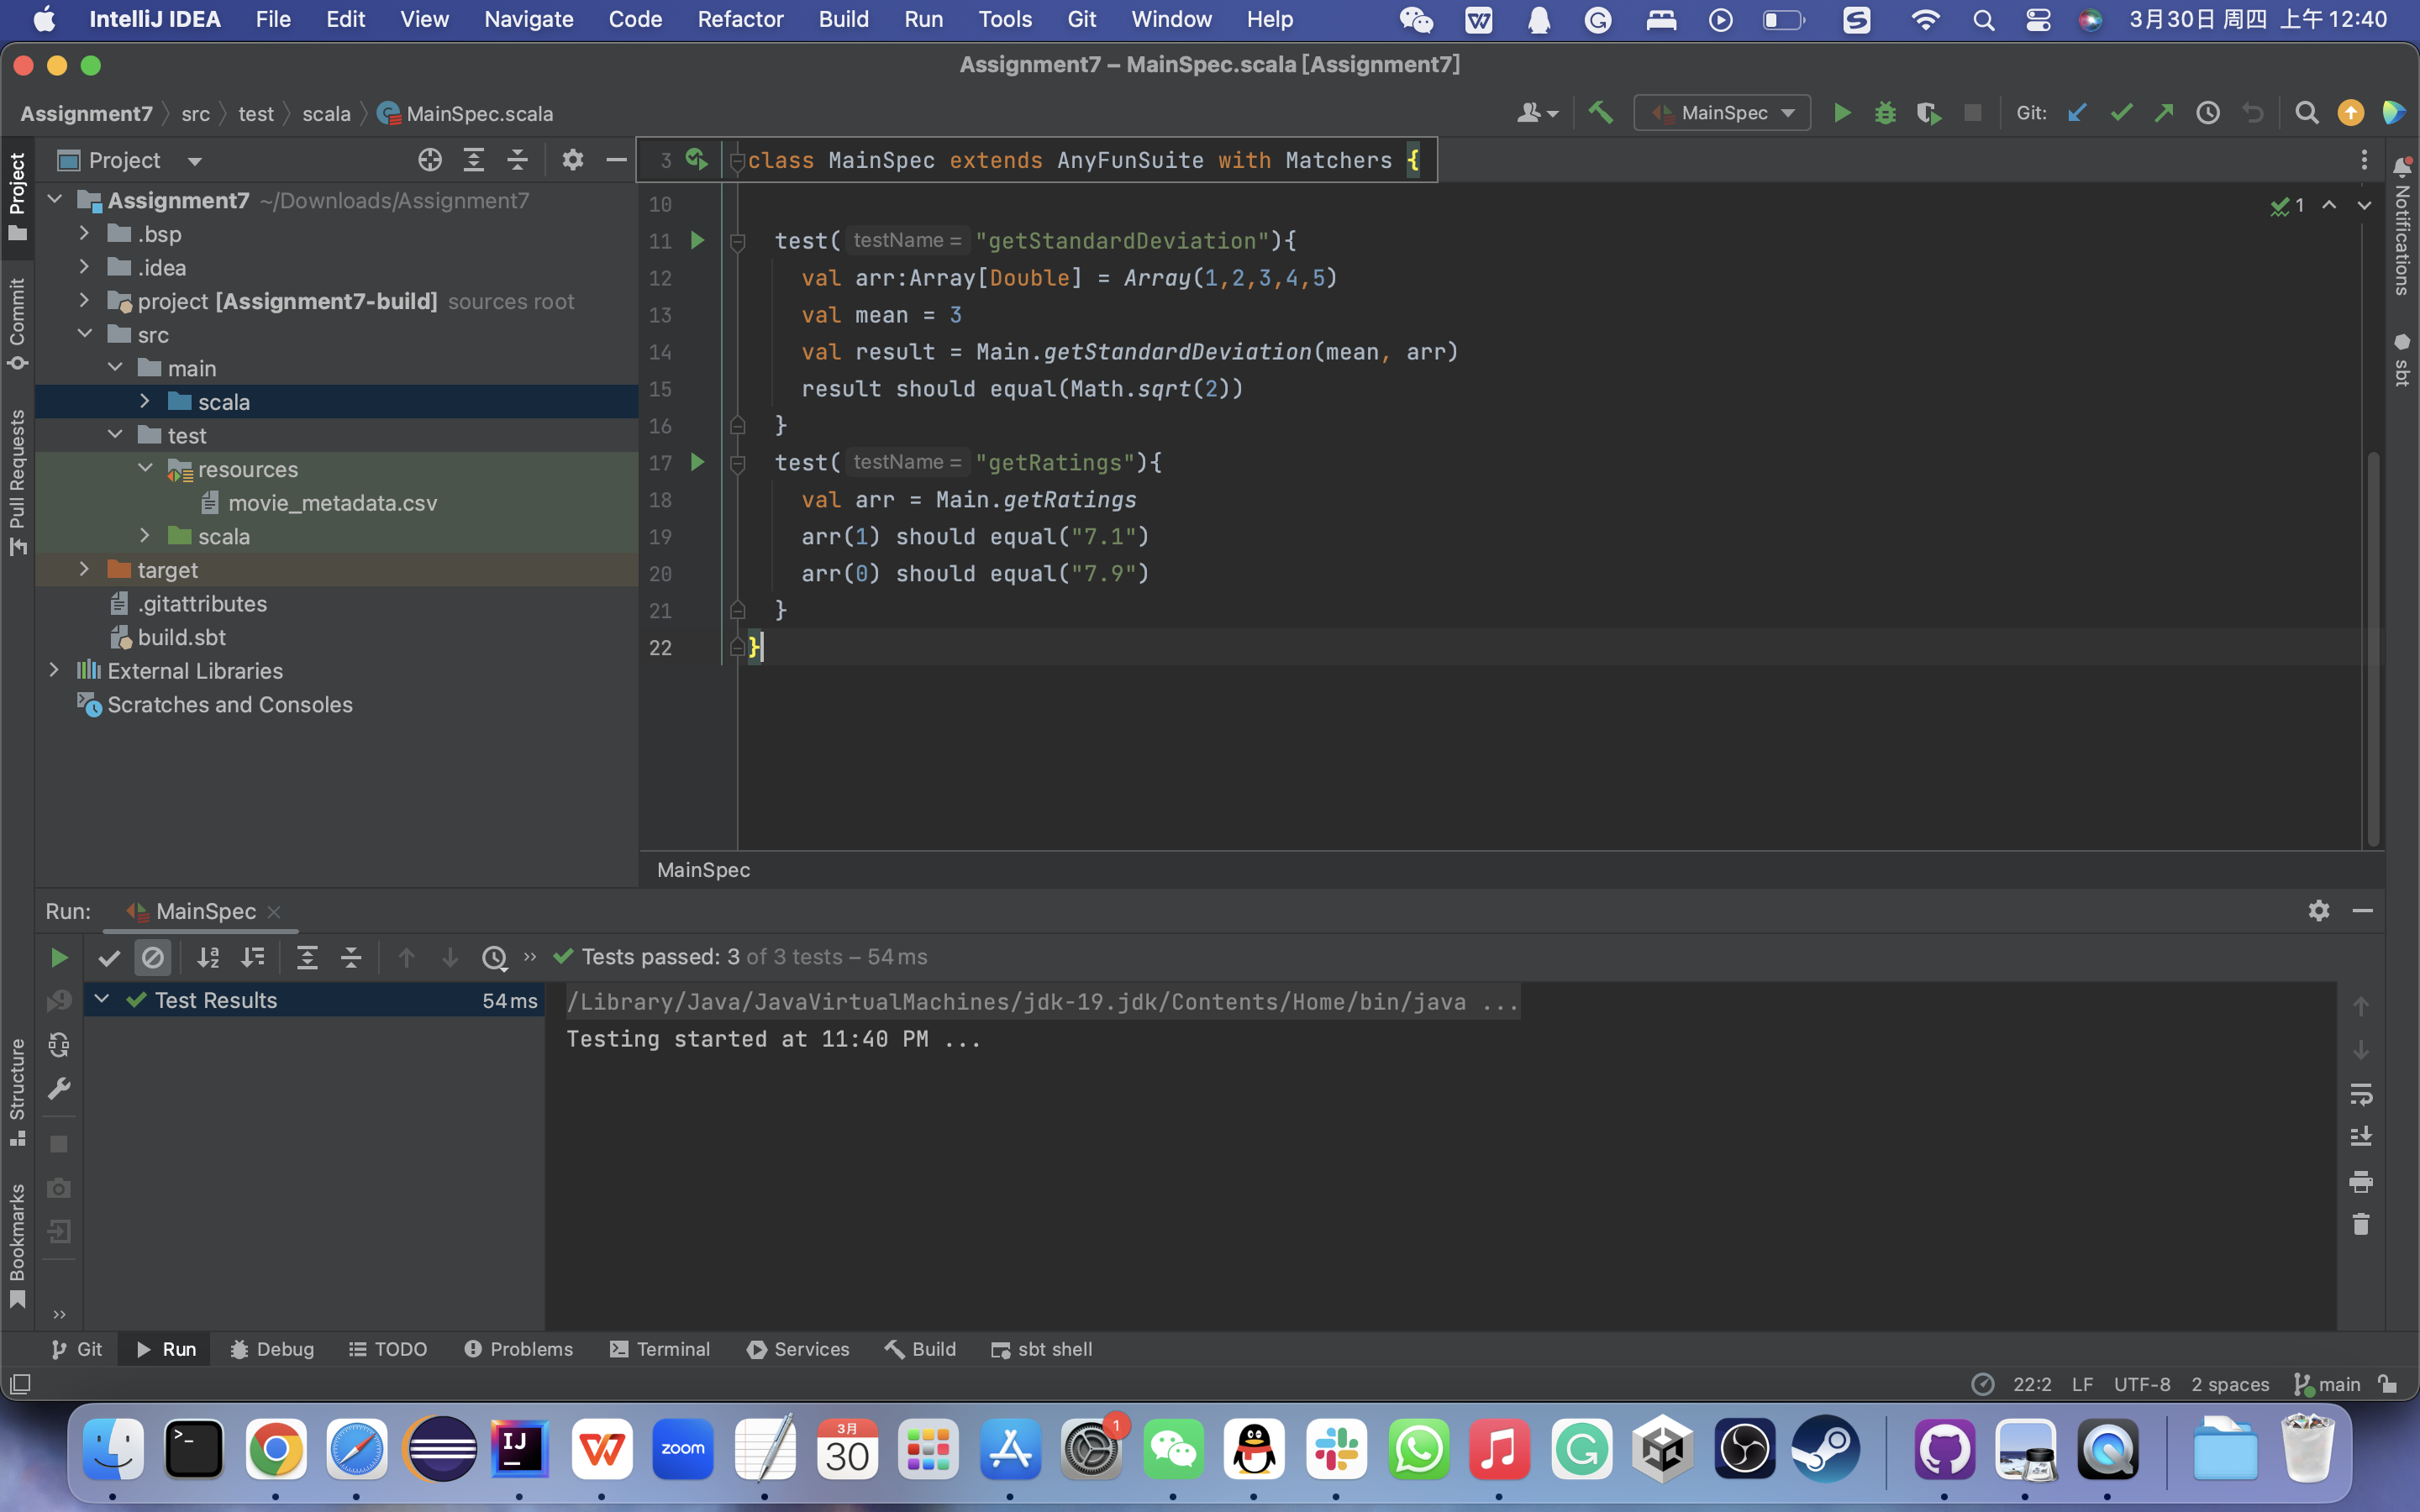 IntelliJ IDEA File Edit View Navigate Code Refactor Build Run Tools Git Window Help 3月30日 周四 上午 12:40
Assignment7 – MainSpec.scala [Assignment7]
Assignment7 src test scala MainSpec.scala MainSpec Git:
Project
3 class MainSpec extends AnyFunSuite with Matchers {
Project
Commit
Pull Requests
Assignment7 ~/Downloads/Assignment7
.bsp
.idea
project [Assignment7-build] sources root
src
main
scala
test
resources
movie_metadata.csv
scala
target
.gitattributes
build.sbt
External Libraries
Scratches and Consoles
10
11 test( testName = "getStandardDeviation"){
12 val arr:Array[Double] = Array(1,2,3,4,5)
13 val mean = 3
14 val result = Main.getStandardDeviation(mean, arr)
15 result should equal(Math.sqrt(2))
16 }
17 test( testName = "getRatings"){
18 val arr = Main.getRatings
19 arr(1) should equal("7.1")
20 arr(0) should equal("7.9")
21 }
22 }
1
Notifications
sbt
MainSpec
Run: MainSpec
Tests passed: 3 of 3 tests – 54 ms
Test Results 54 ms
/Library/Java/JavaVirtualMachines/jdk-19.jdk/Contents/Home/bin/java ...
Testing started at 11:40 PM ...
Structure
Bookmarks
Git Run Debug TODO Problems Terminal Services Build sbt shell
22:2 LF UTF-8 2 spaces main
IJ
zoom
3月
30
1